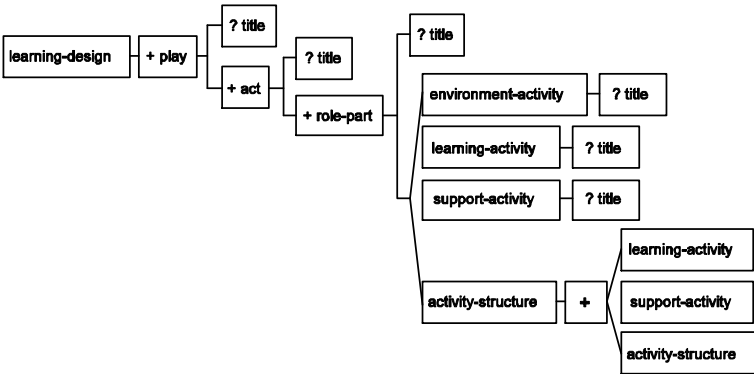 ? title
learning-design
+ play
? title
+ act
? title
+ role-part
? title
environment-activity
? title
learning-activity
? title
support-activity
? title
activity-structure
+
learning-activity
support-activity
activity-structure